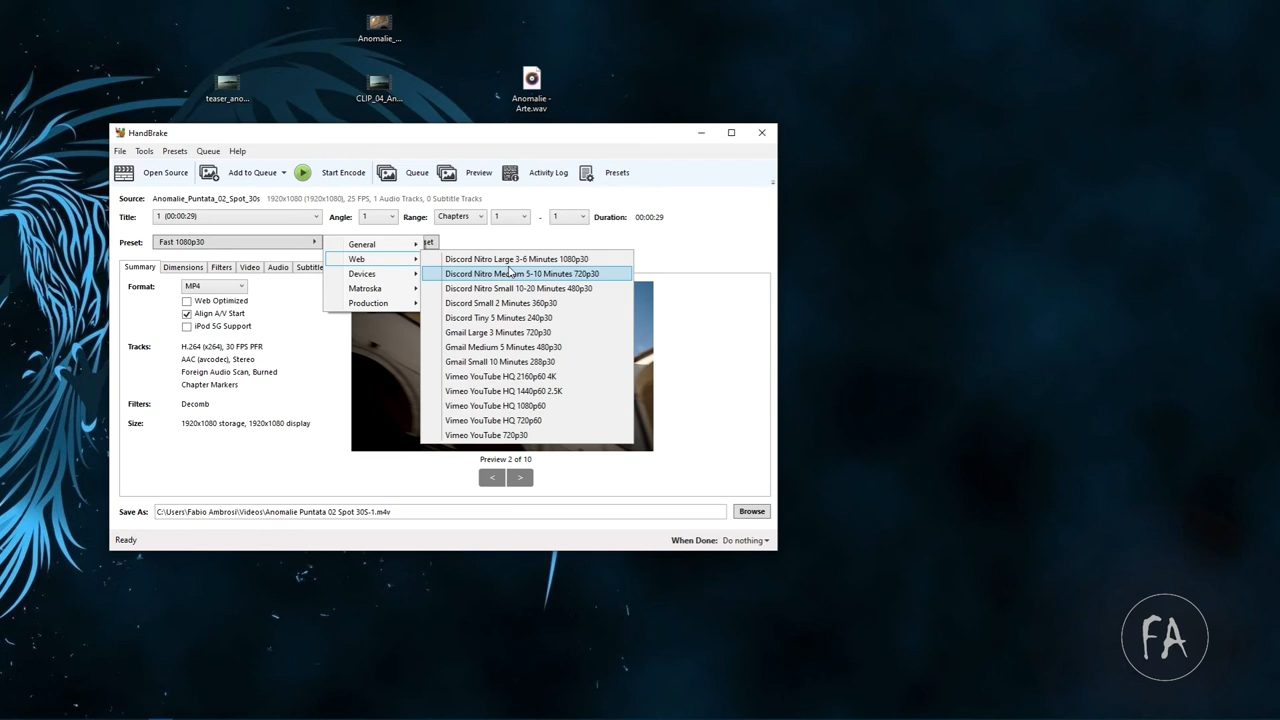 Anomalie_...
teaser_ano...
CLIP_04_An...
Anomalie -
Arte.wav
HandBrake
File Tools Presets Queue Help
Open Source Add to Queue Start Encode Queue Preview Activity Log Presets
Source: Anomalie_Puntata_02_Spot_30s 1920x1080 (1920x1080), 25 FPS, 1 Audio Tracks, 0 Subtitle Tracks
Title: 1 (00:00:29) Angle: 1 Range: Chapters 1 - 1 Duration: 00:00:29
Preset: Fast 1080p30 set
General
Web
Devices
Matroska
Production
Discord Nitro Large 3-6 Minutes 1080p30
Discord Nitro Medium 5-10 Minutes 720p30
Discord Nitro Small 10-20 Minutes 480p30
Discord Small 2 Minutes 360p30
Discord Tiny 5 Minutes 240p30
Gmail Large 3 Minutes 720p30
Gmail Medium 5 Minutes 480p30
Gmail Small 10 Minutes 288p30
Vimeo YouTube HQ 2160p60 4K
Vimeo YouTube HQ 1440p60 2.5K
Vimeo YouTube HQ 1080p60
Vimeo YouTube HQ 720p60
Vimeo YouTube 720p30
Summary Dimensions Filters Video Audio Subtitle
Format: MP4
Web Optimized
Align A/V Start
iPod 5G Support
Tracks: H.264 (x264), 30 FPS PFR
AAC (avcodec), Stereo
Foreign Audio Scan, Burned
Chapter Markers
Filters: Decomb
Size: 1920x1080 storage, 1920x1080 display
Preview 2 of 10
< >
Save As: C:\Users\Fabio Ambrosi\Videos\Anomalie Puntata 02 Spot 30S-1.m4v Browse
Ready When Done: Do nothing
FA